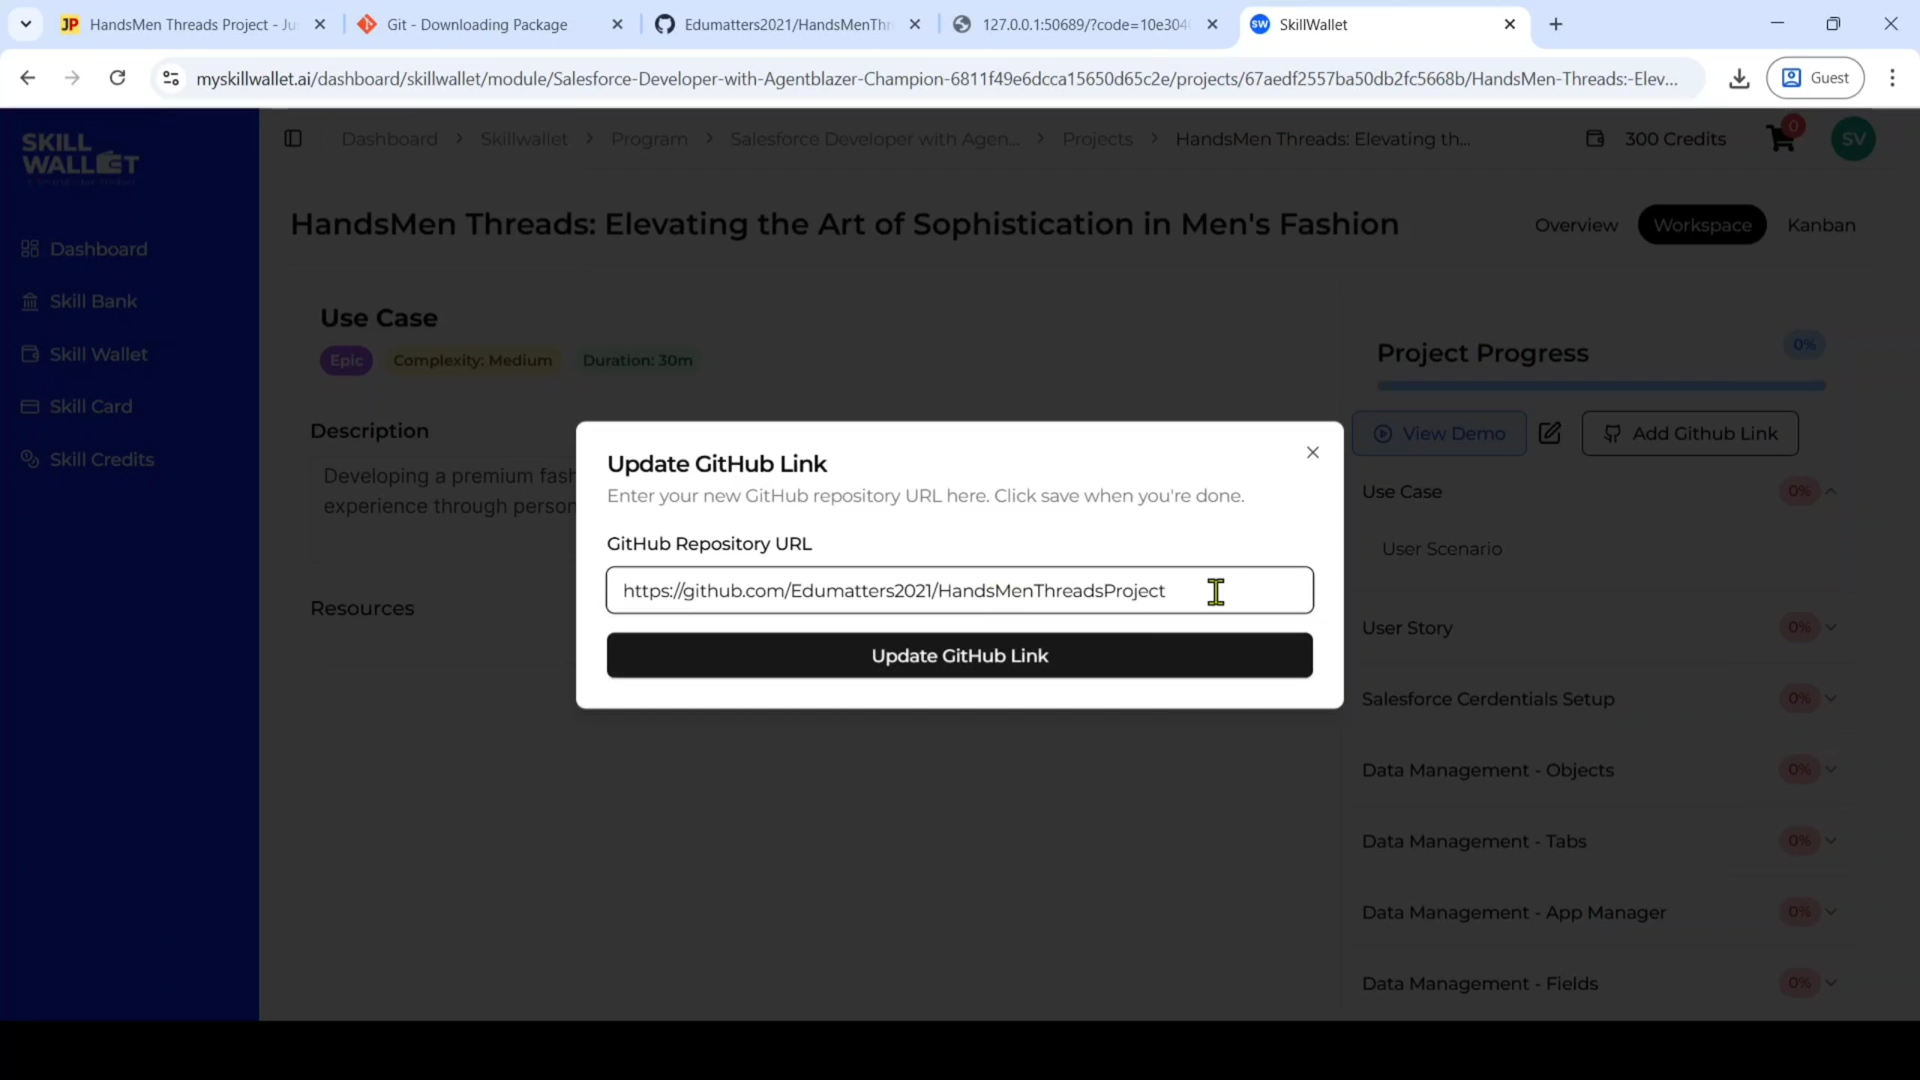 HandsMen Threads Project - Ju
Git - Downloading Package
Edumatters2021/HandsMenThr
127.0.0.1:50689/?code=10e304
SW
SkillWallet
myskillwallet.ai/dashboard/skillwallet/module/Salesforce-Developer-with-Agentblazer-Champion-6811f49e6dcca15650d65c2e/projects/67aedf2557ba50db2fc5668b/HandsMen-Threads:-Elev...
Guest
SKILL
WALLET
Dashboard
Skill Bank
Skill Wallet
Skill Card
Skill Credits
Dashboard > Skillwallet > Program > Salesforce Developer with Agen... > Projects > HandsMen Threads: Elevating th...
300 Credits
0
SV
HandsMen Threads: Elevating the Art of Sophistication in Men's Fashion
Overview
Workspace
Kanban
Use Case
Epic
Complexity: Medium
Duration: 30m
Description
Developing a premium fash
experience through person
Resources
Update GitHub Link
Enter your new GitHub repository URL here. Click save when you're done.
GitHub Repository URL
https://github.com/Edumatters2021/HandsMenThreadsProject
Update GitHub Link
Project Progress
0%
View Demo
Add Github Link
Use Case
0%
User Scenario
User Story
0%
Salesforce Cerdentials Setup
0%
Data Management - Objects
0%
Data Management - Tabs
0%
Data Management - App Manager
0%
Data Management - Fields
0%